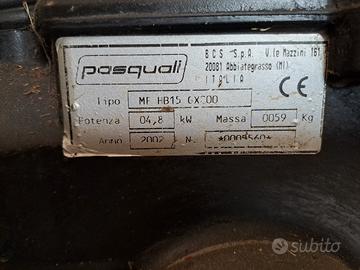 pasquali
B C S S.p.A. V.le Mazzini 161
20081 Abbiategrasso (MI)
ITALIA
CE
Tipo MF HB15 GX200
Potenza 04,8 kW Massa 0059 Kg
Anno 2002 N.
subito